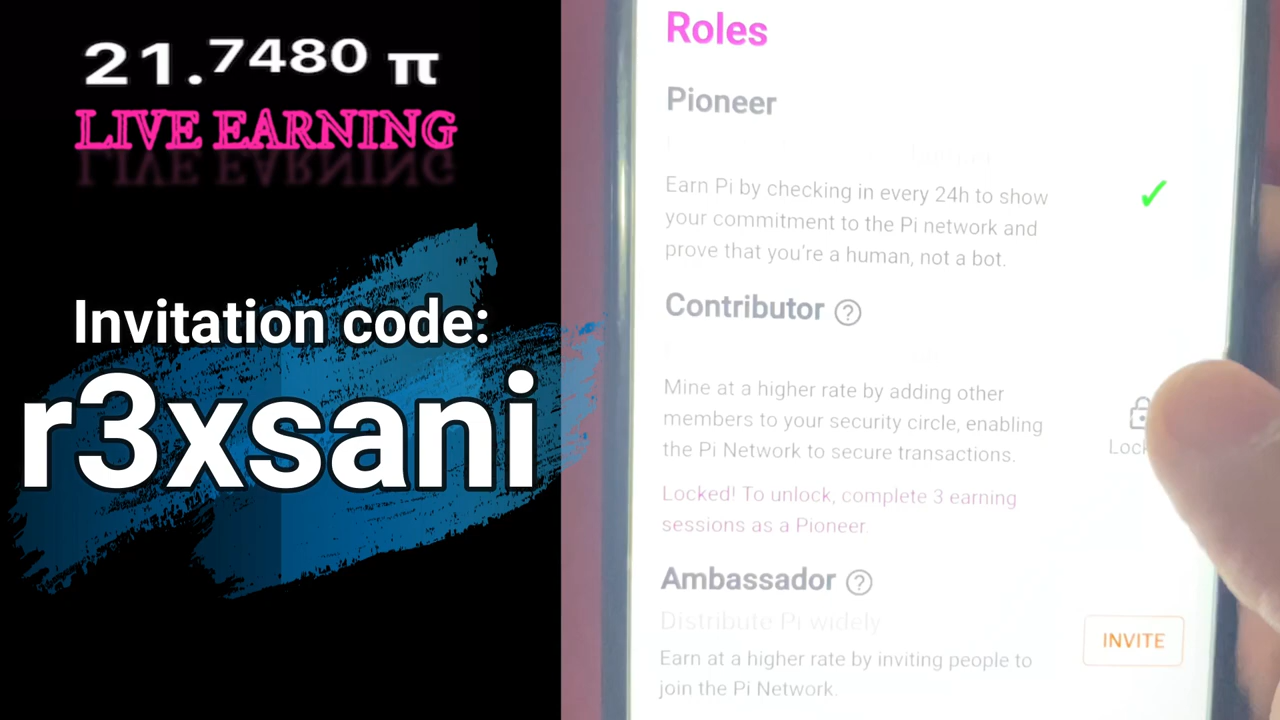 21.7480 π
LIVE EARNING
Invitation code:
r3xsani
Roles
Pioneer
Earn Pi by checking in every 24h to show
your commitment to the Pi network and
prove that you're a human, not a bot.
Contributor ?
Mine at a higher rate by adding other
members to your security circle, enabling
the Pi Network to secure transactions.
Locked! To unlock, complete 3 earning
sessions as a Pioneer.
Ambassador ?
Distribute Pi widely
INVITE
Earn at a higher rate by inviting people to
join the Pi Network.